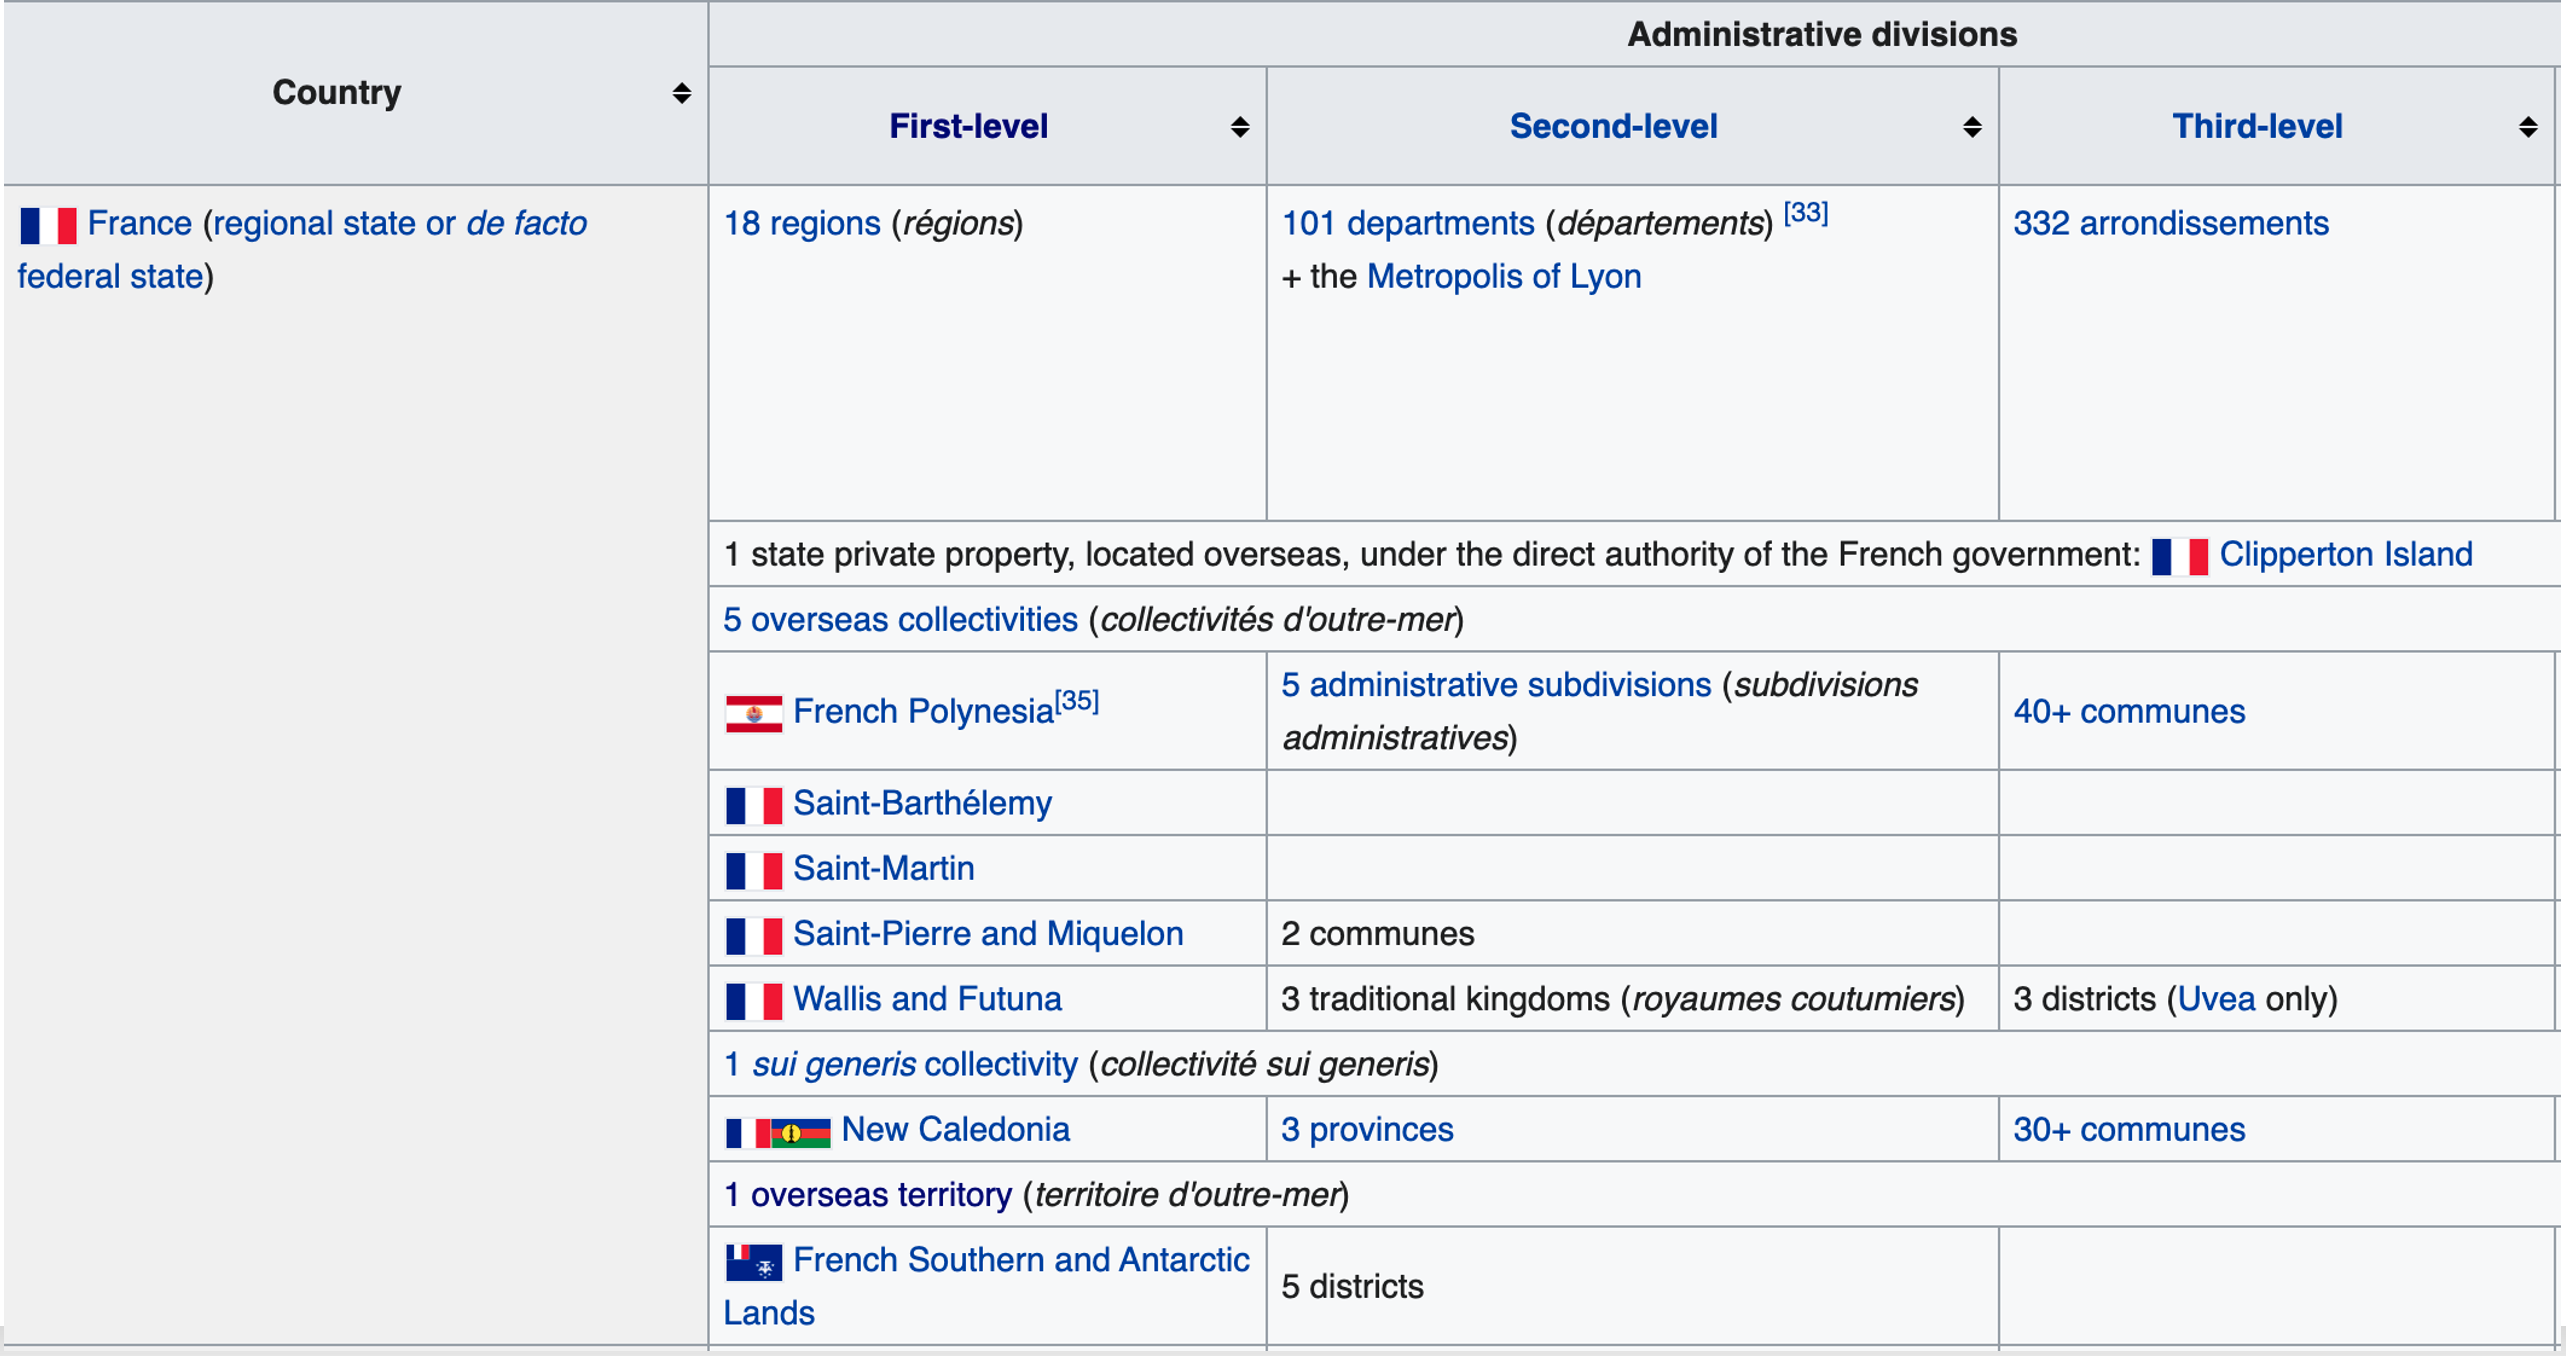 Administrative divisions
Country
First-level
Second-level
Third-level
France (regional state or de facto
federal state)
18 regions (régions)
101 departments (départements) [33]
+ the Metropolis of Lyon
332 arrondissements
1 state private property, located overseas, under the direct authority of the French government: Clipperton Island
5 overseas collectivities (collectivités d'outre-mer)
French Polynesia[35]
5 administrative subdivisions (subdivisions
administratives)
40+ communes
Saint-Barthélemy
Saint-Martin
Saint-Pierre and Miquelon
2 communes
Wallis and Futuna
3 traditional kingdoms (royaumes coutumiers)
3 districts (Uvea only)
1 sui generis collectivity (collectivité sui generis)
New Caledonia
3 provinces
30+ communes
1 overseas territory (territoire d'outre-mer)
French Southern and Antarctic
Lands
5 districts